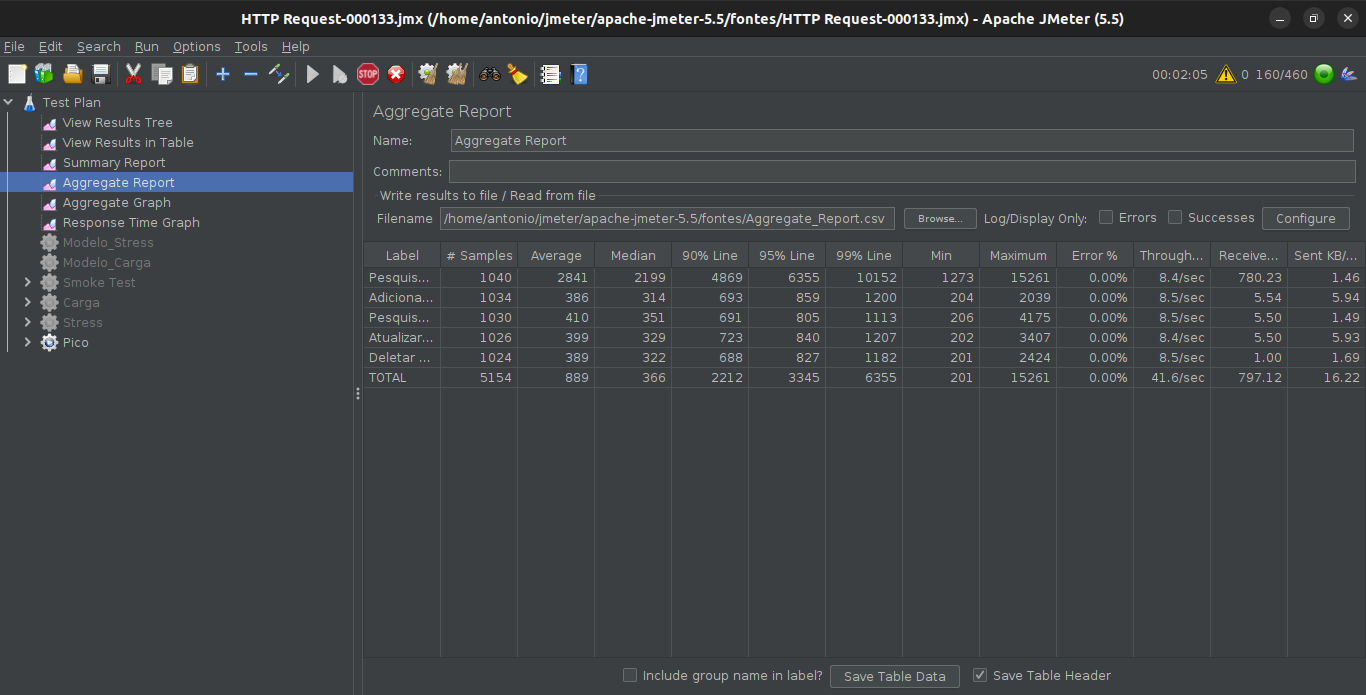 HTTP Request-000133.jmx (/home/antonio/jmeter/apache-jmeter-5.5/fontes/HTTP Request-000133.jmx) - Apache JMeter (5.5)
File Edit Search Run Options Tools Help
STOP 00:02:05 0 160/460
Test Plan
View Results Tree
View Results in Table
Summary Report
Aggregate Report
Aggregate Graph
Response Time Graph
Modelo_Stress
Modelo_Carga
Smoke Test
Carga
Stress
Pico
Aggregate Report
Name: Aggregate Report
Comments:
Write results to file / Read from file
Filename /home/antonio/jmeter/apache-jmeter-5.5/fontes/Aggregate_Report.csv Browse... Log/Display Only: Errors Successes Configure
Label # Samples Average Median 90% Line 95% Line 99% Line Min Maximum Error % Through... Receive... Sent KB/...
Pesquis... 1040 2841 2199 4869 6355 10152 1273 15261 0.00% 8.4/sec 780.23 1.46
Adiciona... 1034 386 314 693 859 1200 204 2039 0.00% 8.5/sec 5.54 5.94
Pesquis... 1030 410 351 691 805 1113 206 4175 0.00% 8.5/sec 5.50 1.49
Atualizar... 1026 399 329 723 840 1207 202 3407 0.00% 8.5/sec 5.50 5.93
Deletar ... 1024 389 322 688 827 1182 201 2424 0.00% 8.5/sec 1.00 1.69
TOTAL 5154 889 366 2212 3345 6355 201 15261 0.00% 41.6/sec 797.12 16.22
Include group name in label? Save Table Data Save Table Header